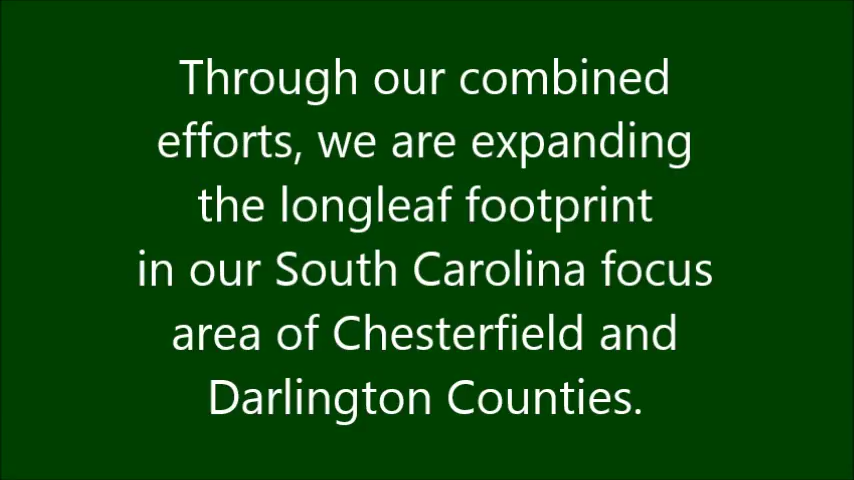 Through our combined
efforts, we are expanding
the longleaf footprint
in our South Carolina focus
area of Chesterfield and
Darlington Counties.